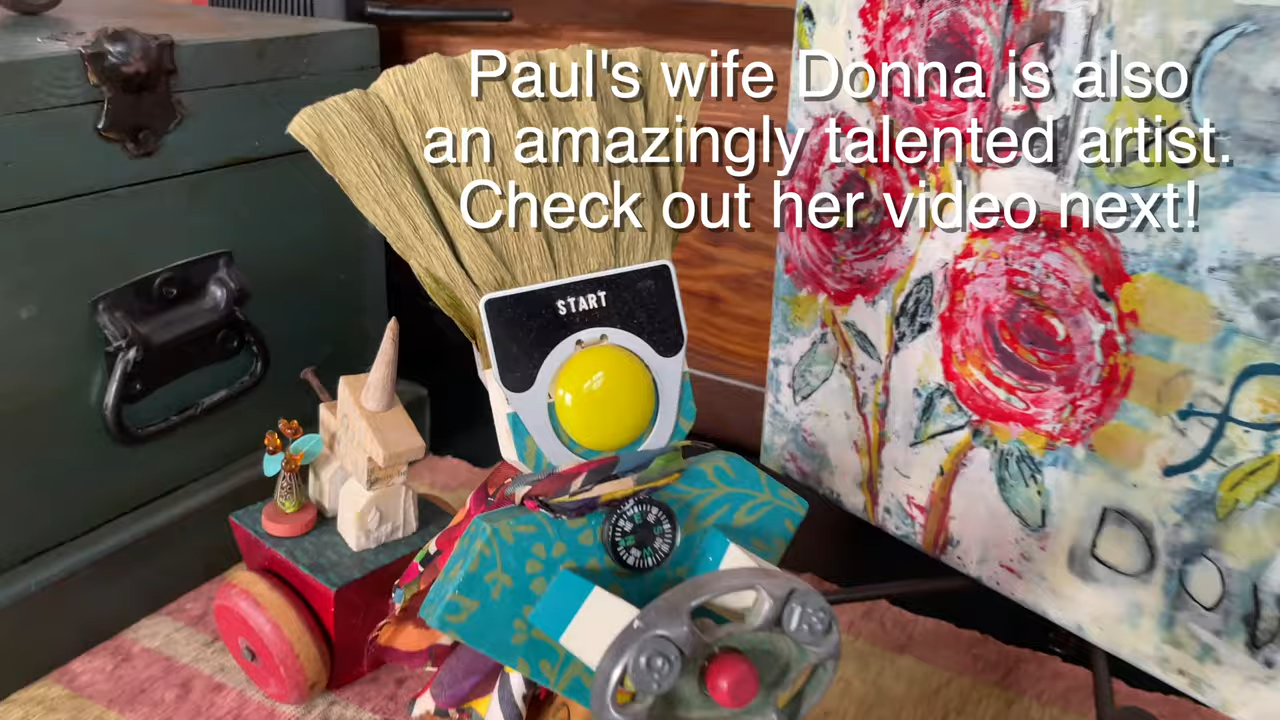 Paul's wife Donna is also
an amazingly talented artist.
Check out her video next!
START